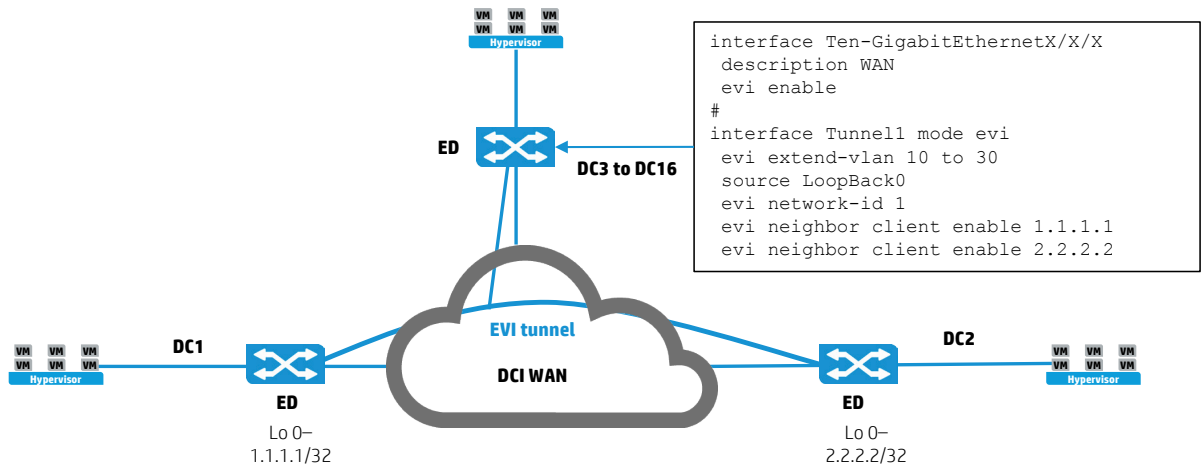 VM VM VM
VM VM VM
Hypervisor
interface Ten-GigabitEthernetX/X/X
description WAN
evi enable
#
interface Tunnel1 mode evi
evi extend-vlan 10 to 30
source LoopBack0
evi network-id 1
evi neighbor client enable 1.1.1.1
evi neighbor client enable 2.2.2.2
ED
DC3 to DC16
EVI tunnel
DCI WAN
DC1
VM VM VM
VM VM VM
Hypervisor
ED
Lo 0–
1.1.1.1/32
DC2
VM VM VM
VM VM VM
Hypervisor
ED
Lo 0–
2.2.2.2/32